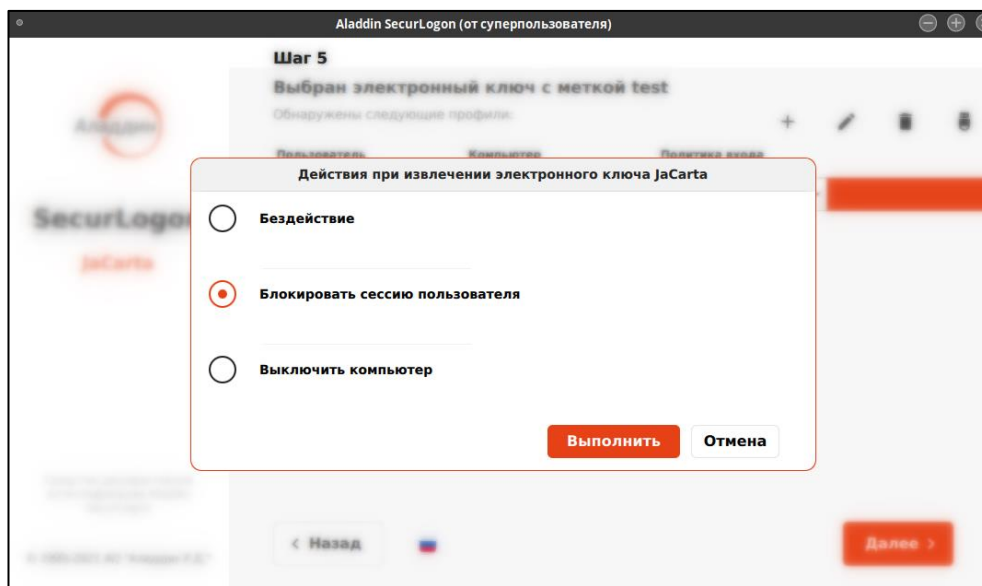 Aladdin SecurLogon (от суперпользователя)
Шаг 5
Выбран электронный ключ с меткой test
Обнаружены следующие профили:
Аладдин
Пользователь Компьютер Политика входа
Действия при извлечении электронного ключа JaCarta
SecurLogon
JaCarta
Бездействие
Блокировать сессию пользователя
Выключить компьютер
Выполнить Отмена
Назад
Далее